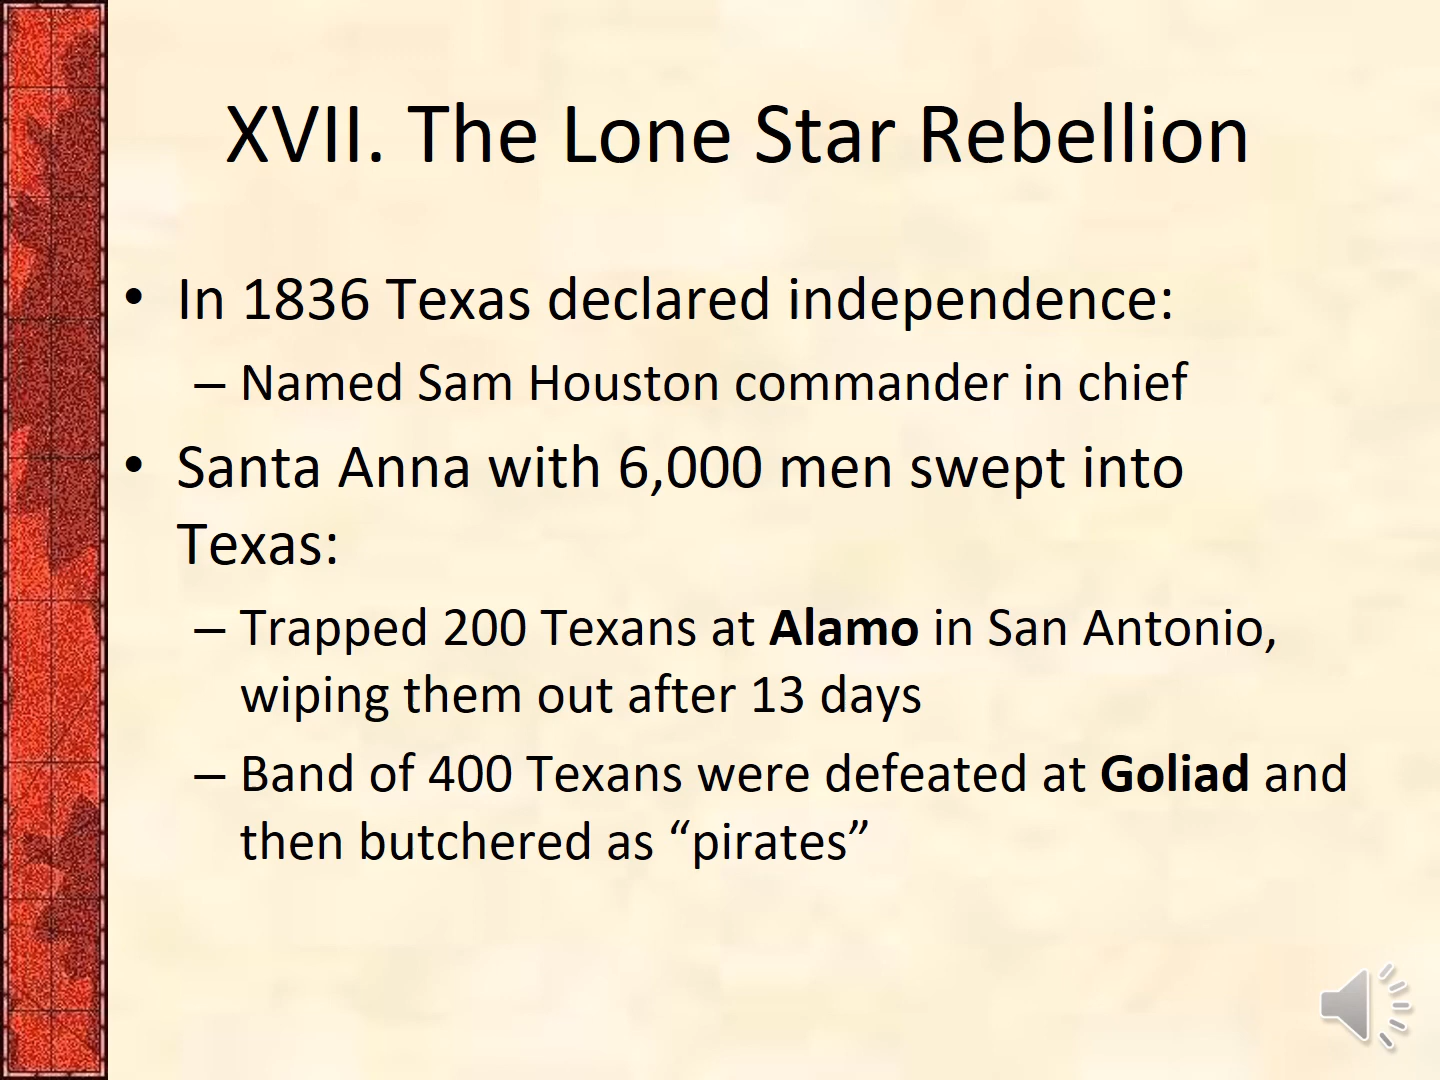 XVII. The Lone Star Rebellion
• In 1836 Texas declared independence:
– Named Sam Houston commander in chief
• Santa Anna with 6,000 men swept into
Texas:
– Trapped 200 Texans at Alamo in San Antonio,
wiping them out after 13 days
– Band of 400 Texans were defeated at Goliad and
then butchered as “pirates”